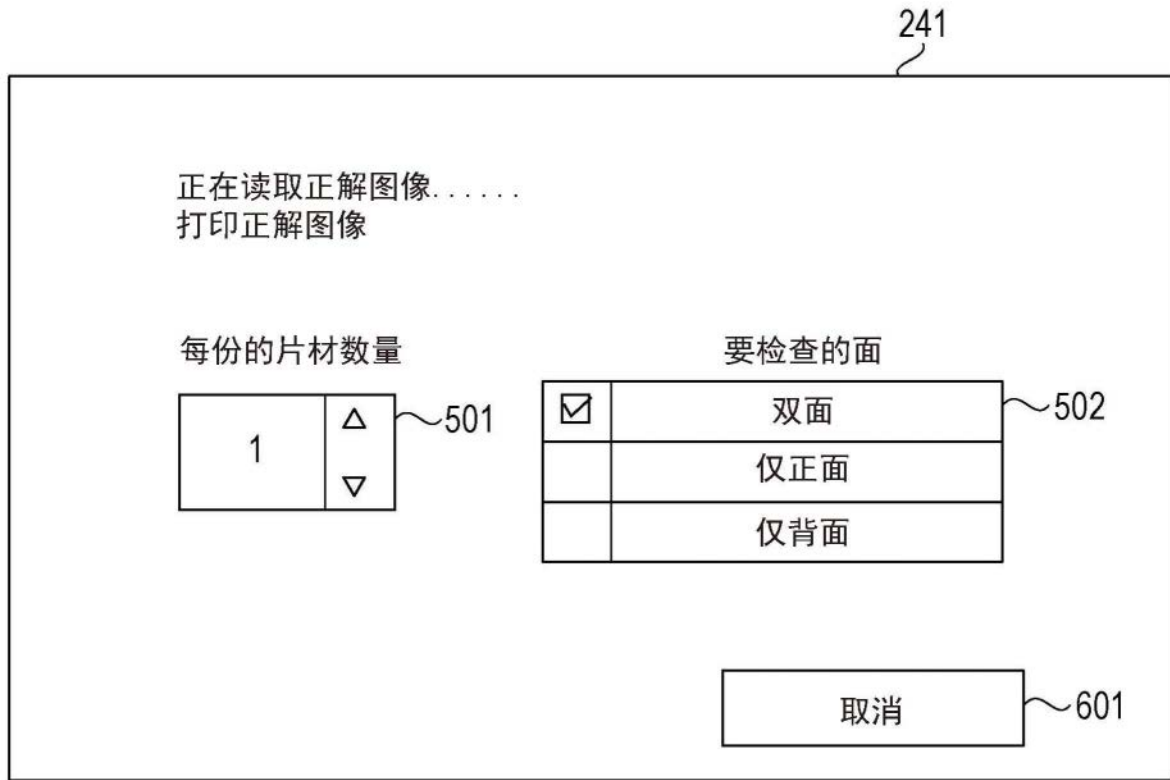 241
正在读取正解图像......
打印正解图像
每份的片材数量
要检查的面
1
501
双面
502
仅正面
仅背面
取消
601